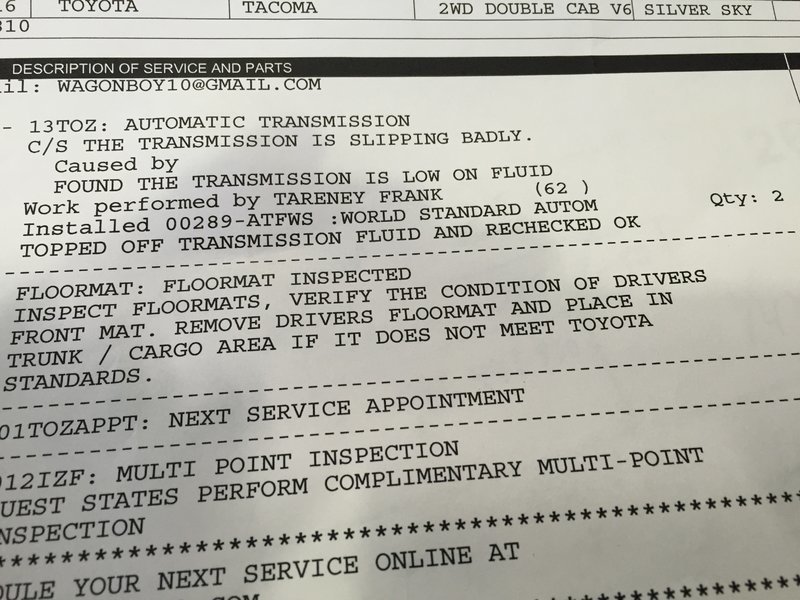 16 TOYOTA TACOMA 2WD DOUBLE CAB V6 SILVER SKY
310
DESCRIPTION OF SERVICE AND PARTS
ail: WAGONBOY10@GMAIL.COM
- 13TOZ: AUTOMATIC TRANSMISSION
C/S THE TRANSMISSION IS SLIPPING BADLY.
Caused by
FOUND THE TRANSMISSION IS LOW ON FLUID
Work performed by TARENEY FRANK (62 )
Installed 00289-ATFWS :WORLD STANDARD AUTOM Qty: 2
TOPPED OFF TRANSMISSION FLUID AND RECHECKED OK
FLOORMAT: FLOORMAT INSPECTED
INSPECT FLOORMATS, VERIFY THE CONDITION OF DRIVERS
FRONT MAT. REMOVE DRIVERS FLOORMAT AND PLACE IN
TRUNK / CARGO AREA IF IT DOES NOT MEET TOYOTA
STANDARDS.
01TOZAPPT: NEXT SERVICE APPOINTMENT
012IZF: MULTI POINT INSPECTION
UEST STATES PERFORM COMPLIMENTARY MULTI-POINT
NSPECTION
DULE YOUR NEXT SERVICE ONLINE AT